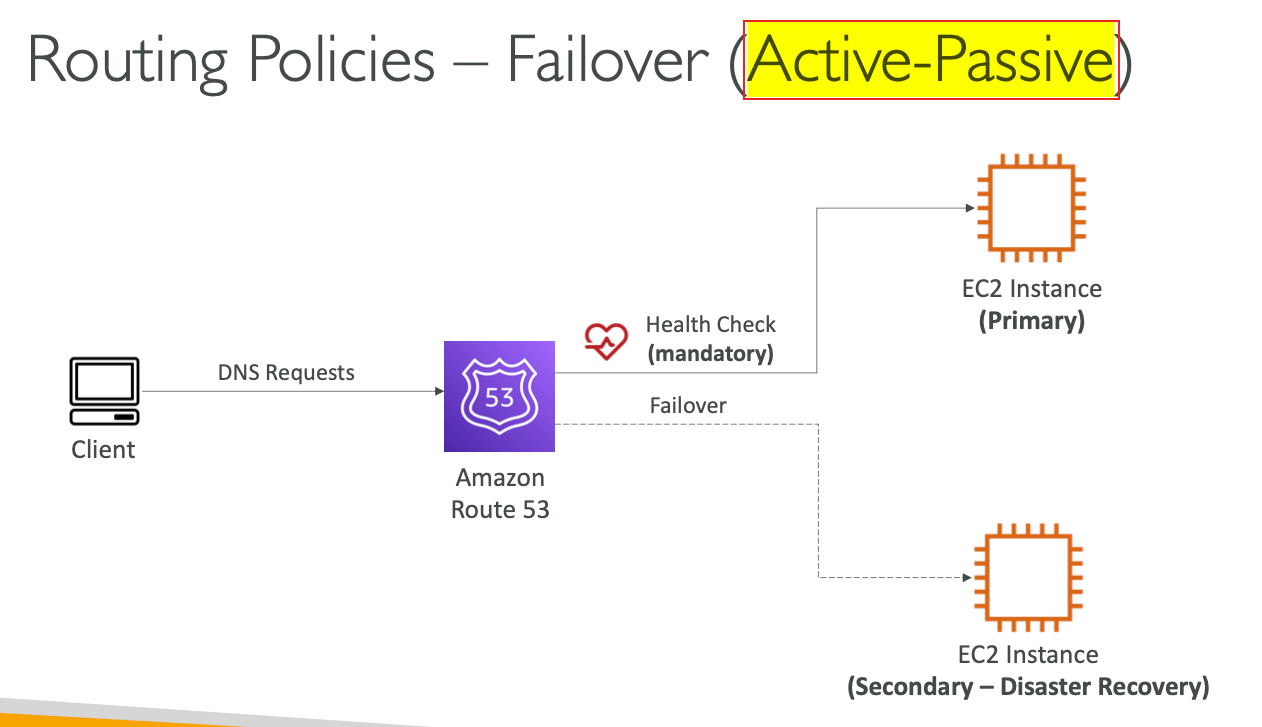 Routing Policies – Failover (Active-Passive)
EC2 Instance
(Primary)
Health Check
(mandatory)
DNS Requests
53
Failover
Client
Amazon
Route 53
EC2 Instance
(Secondary – Disaster Recovery)